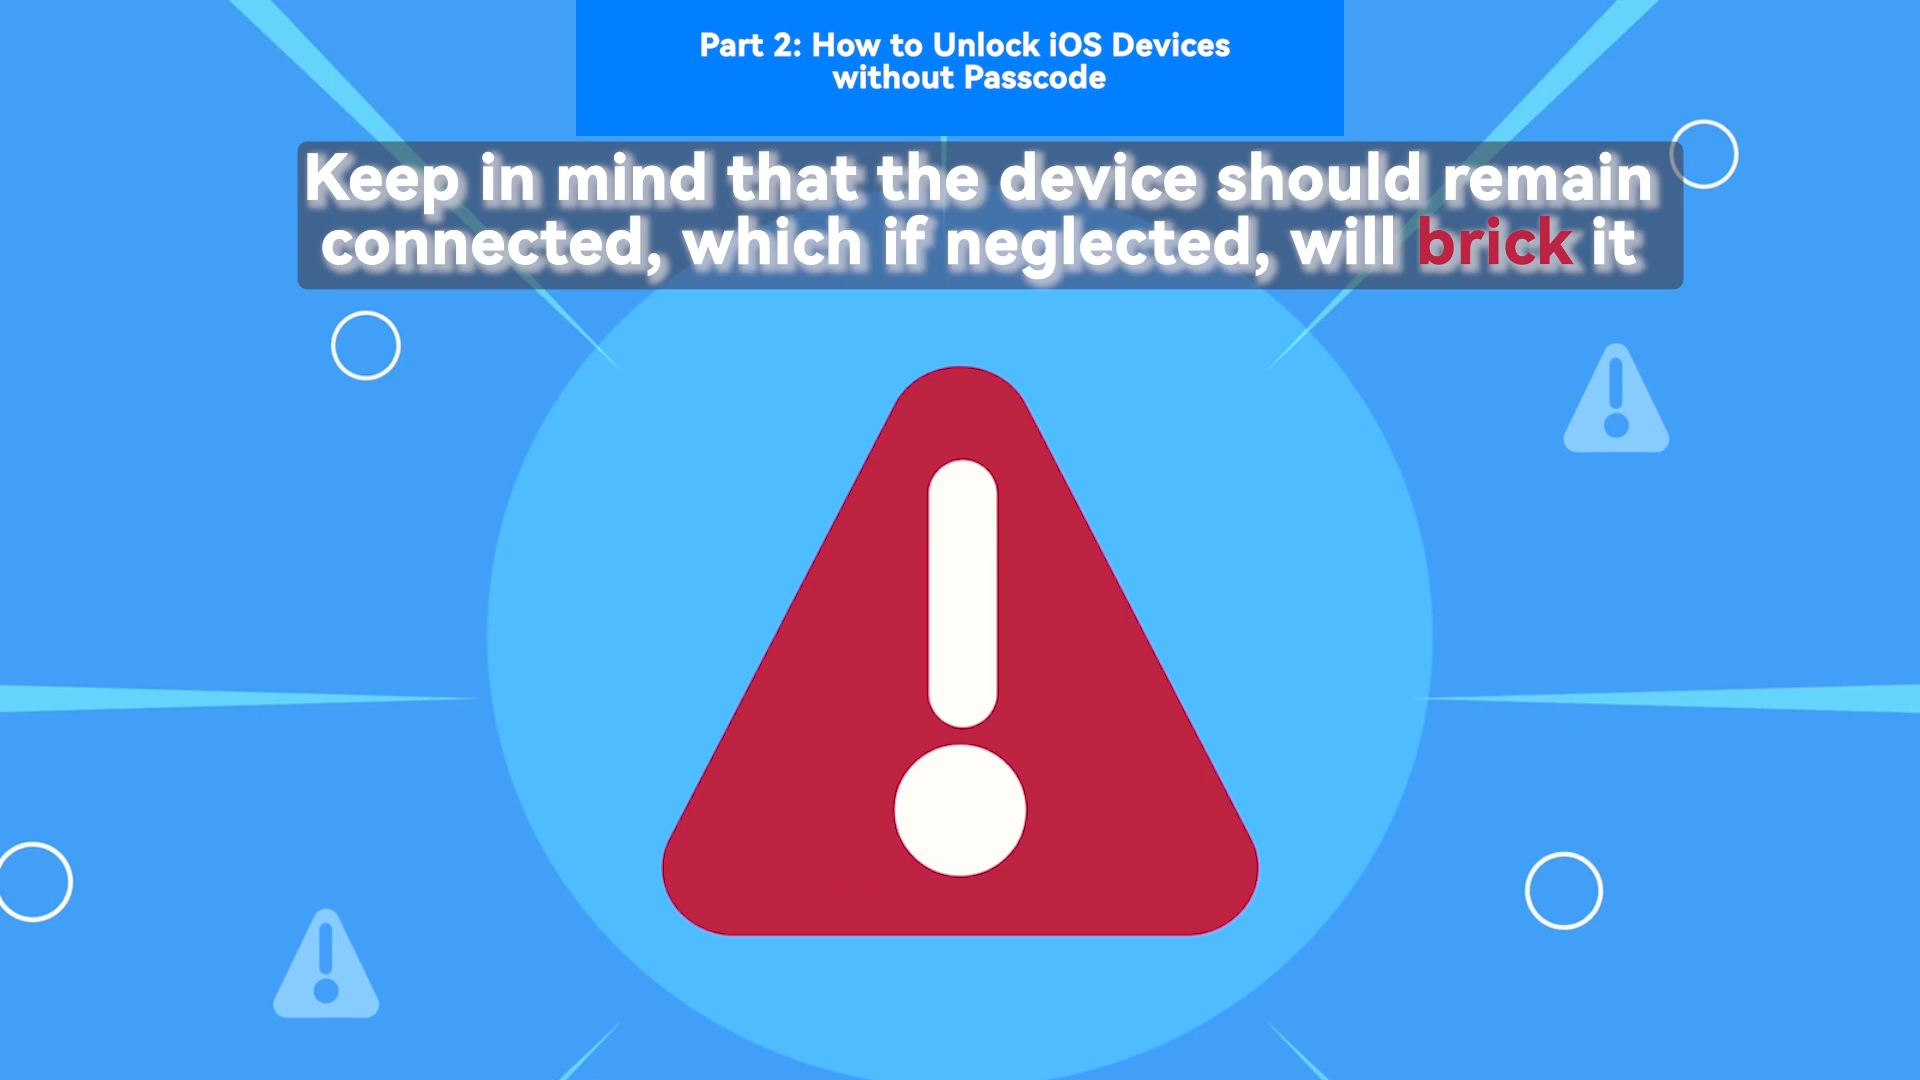 Part 2: How to Unlock iOS Devices
without Passcode
Keep in mind that the device should remain
connected, which if neglected, will brick it